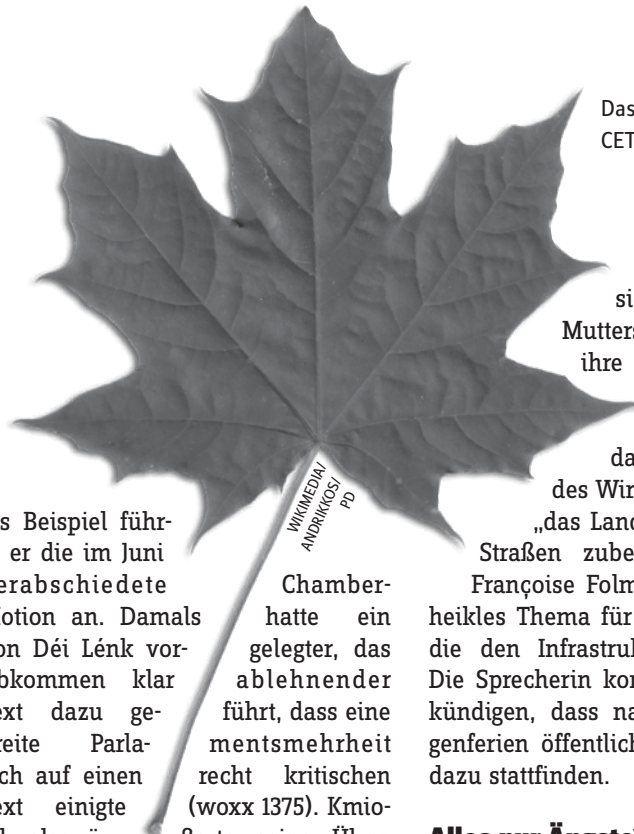 s Beispiel führ-
er die im Juni
erabschiedete Chamber-
otion an. Damals hatte ein
on Déi Lénk vor- gelegter, das
bkommen klar ablehnender
ext dazu ge- führt, dass eine
reite Parla- mentsmehrheit
ch auf einen recht kritischen
ext einigte (woxx 1375). Kmio-
WIKIMEDIA/
ANDRIKKOS/
PD
Das
CET
si
Mutters
ihre
da
des Wir
„das Land
Straßen zube
Françoise Folm
heikles Thema für
die den Infrastruk
Die Sprecherin kon
kündigen, dass na
genferien öffentlich
dazu stattfinden.
Alles nur